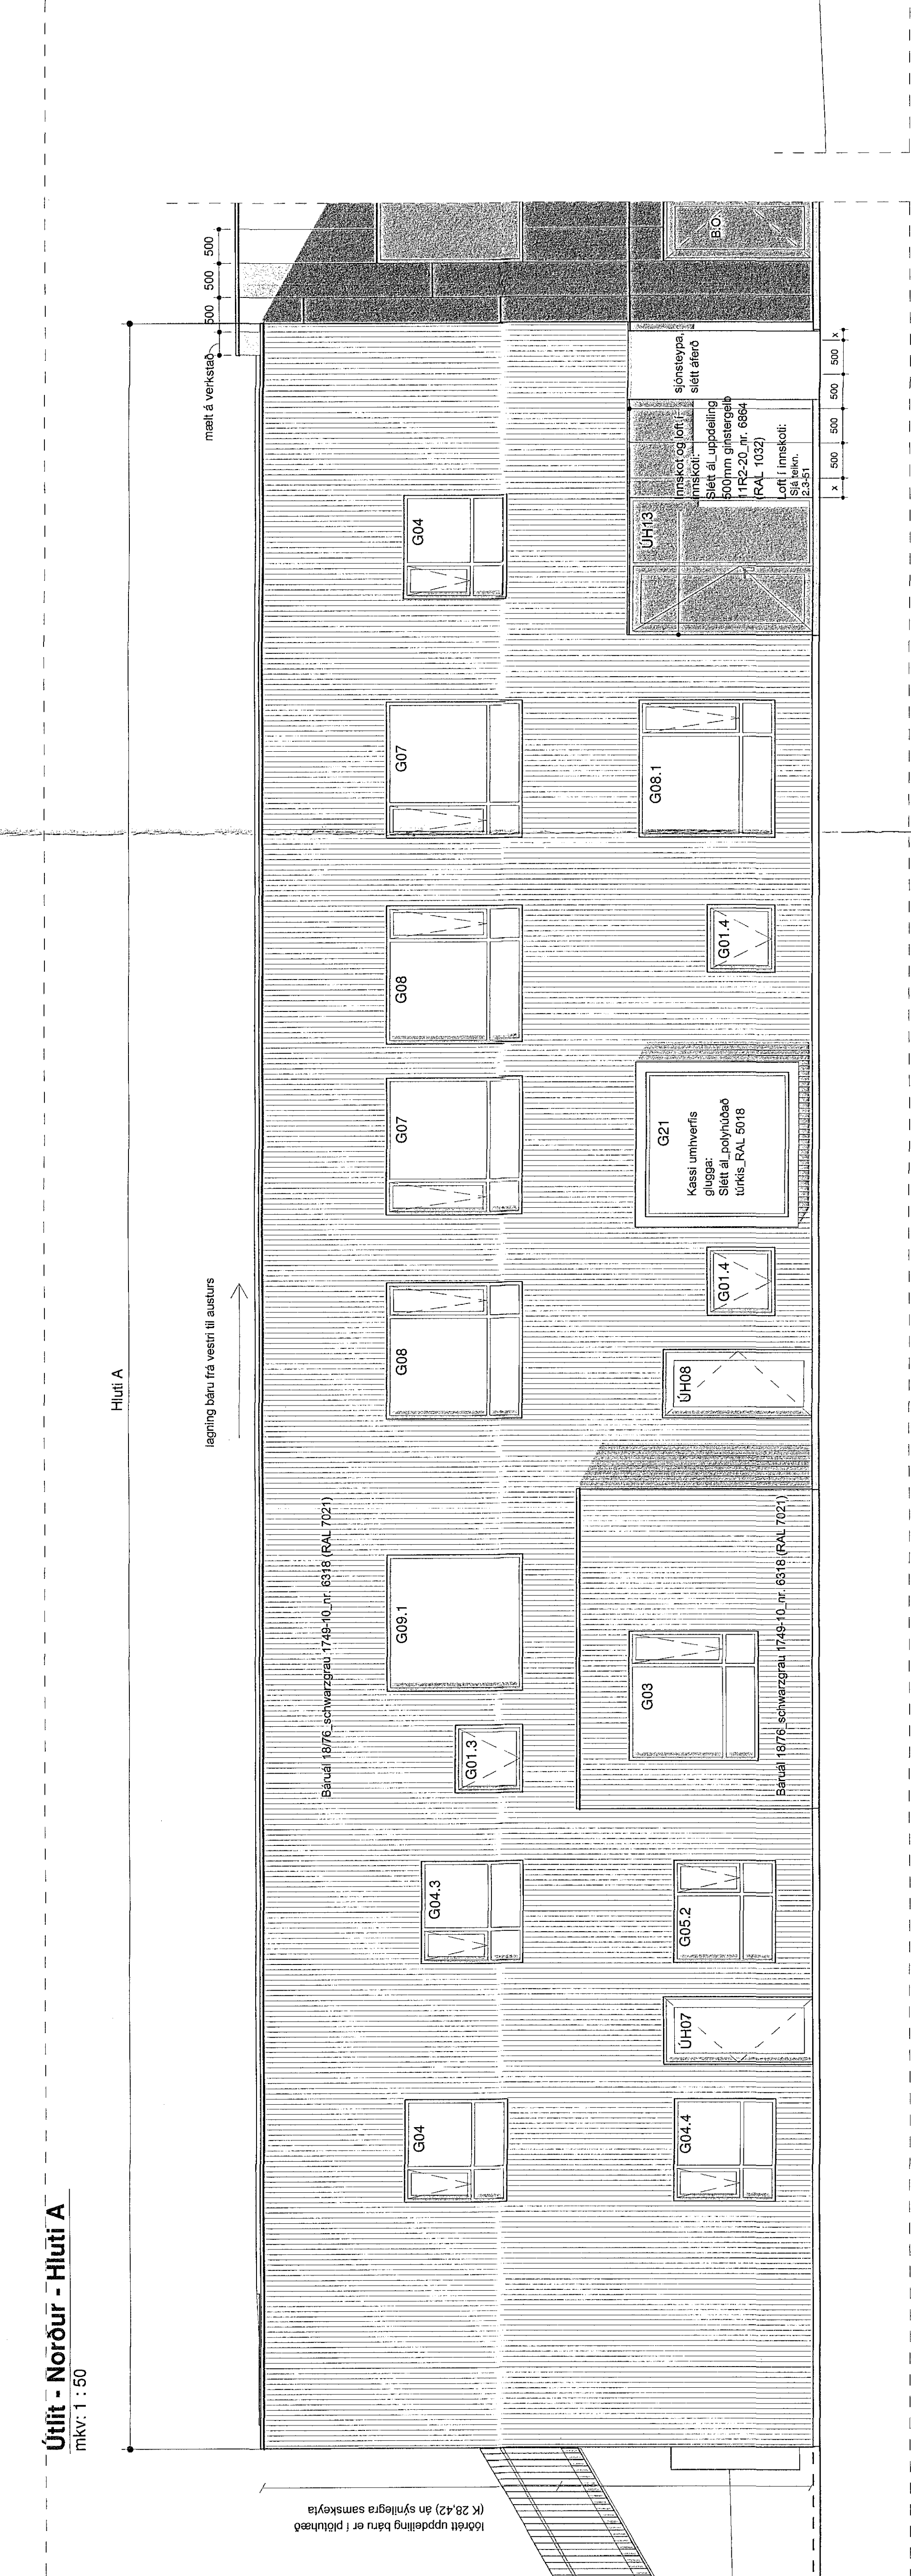 Útlit - Norður - Hluti A
mkv: 1 : 50
Hluti A
lagning báru frá vestri til austurs
mælt á verkstað
500
500
500
lóðrétt uppdeiling báru er í plötuhæð
(K 28,42) án sýnilegra samskeyta
Báruál 18/76_schwarzgrau 1749-10_nr. 6318 (RAL 7021)
G04
G04.3
G01.3
G09.1
G08
G07
G08
G07
G04
G04.4
ÚH07
G05.2
G03
Báruál 18/76_schwarzgrau 1749-10_nr. 6318 (RAL 7021)
ÚH08
G01.4
G21
Kassi umhverfis
glugga:
Slétt ál_polyhúðað
túrkis_RAL 5018
G01.4
G08.1
ÚH13
Innskot og loft í
innskoti:
Slétt ál_uppdeiling
500mm ginstergelb
11R2-20_nr. 6864
(RAL 1032)
Loft í innskoti:
Sjá teikn.
2.3-51
sjónsteypa,
slétt áferð
B.O.
x
500
500
500
500
x